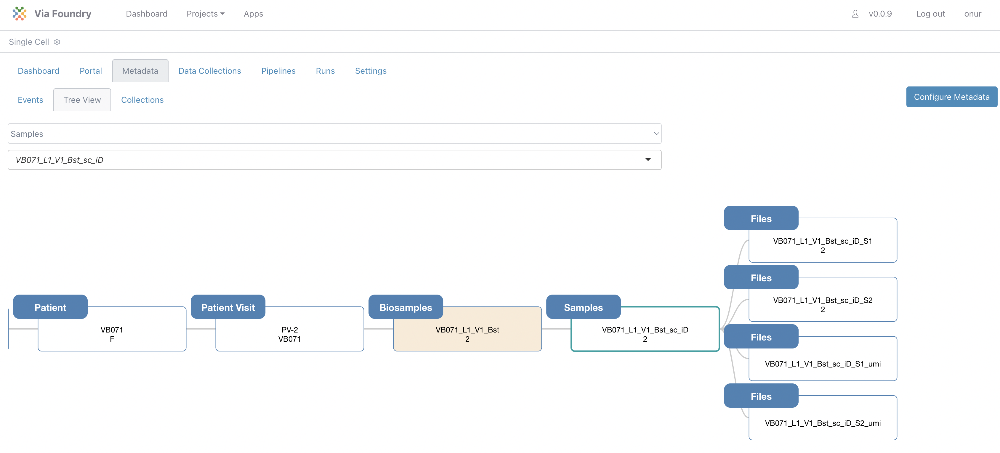 Via Foundry Dashboard Projects Apps v0.0.9 Log out onur
Single Cell
Dashboard Portal Metadata Data Collections Pipelines Runs Settings
Events Tree View Collections Configure Metadata
Samples
VB071_L1_V1_Bst_sc_iD
Patient
VB071
F
Patient Visit
PV-2
VB071
Biosamples
VB071_L1_V1_Bst
2
Samples
VB071_L1_V1_Bst_sc_iD
2
Files
VB071_L1_V1_Bst_sc_iD_S1
2
Files
VB071_L1_V1_Bst_sc_iD_S2
2
Files
VB071_L1_V1_Bst_sc_iD_S1_umi
Files
VB071_L1_V1_Bst_sc_iD_S2_umi